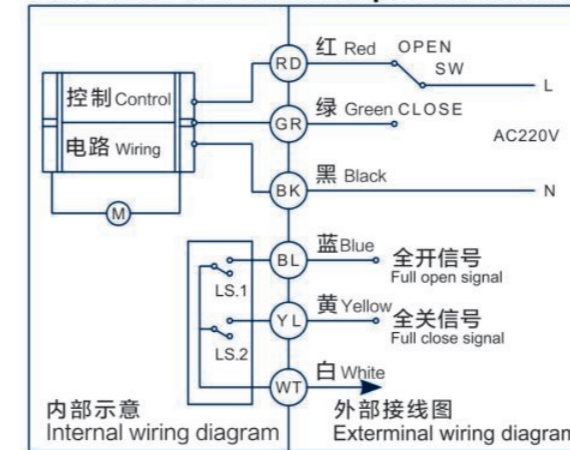 RD
红 Red
OPEN
SW
L
控制 Control
GR
绿 Green CLOSE
AC220V
电路 Wiring
BK
黑 Black
N
M
BL
蓝Blue
全开信号
Full open signal
LS.1
YL
黄Yellow
全关信号
Full close signal
LS.2
WT
白 White
内部示意
Internal wiring diagram
外部接线图
Exterminal wiring diagram